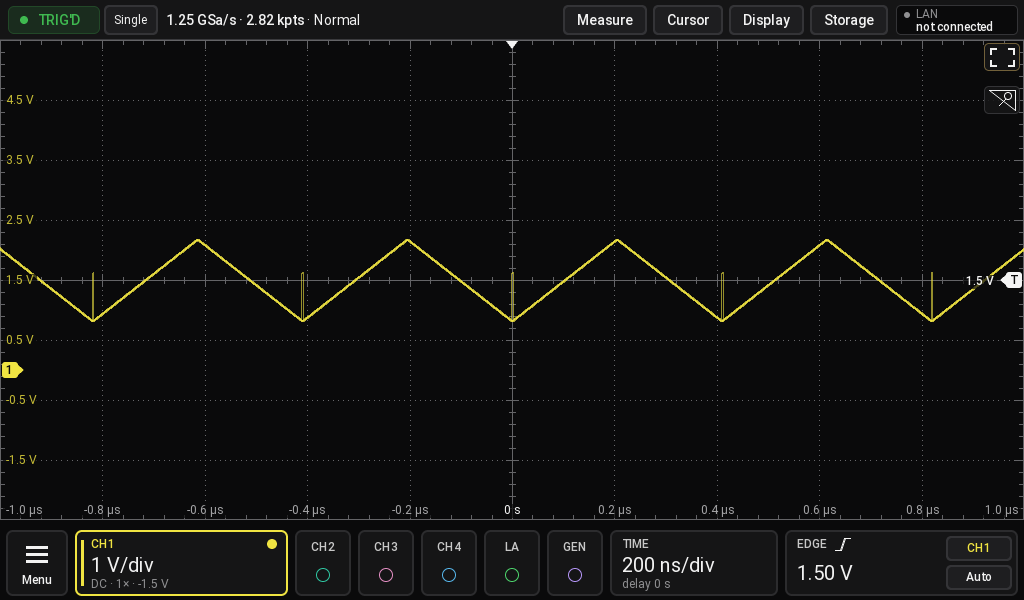 TRIG'D
Single
1.25 GSa/s · 2.82 kpts · Normal
Measure
Cursor
Display
Storage
LAN
not connected
4.5 V
3.5 V
2.5 V
1.5 V
1.5 V
T
0.5 V
1
-0.5 V
-1.5 V
-1.0 µs
-0.8 µs
-0.6 µs
-0.4 µs
-0.2 µs
0 s
0.2 µs
0.4 µs
0.6 µs
0.8 µs
1.0 µs
Menu
CH1
1 V/div
DC · 1× · -1.5 V
CH2
CH3
CH4
LA
GEN
TIME
200 ns/div
delay 0 s
EDGE
1.50 V
CH1
Auto